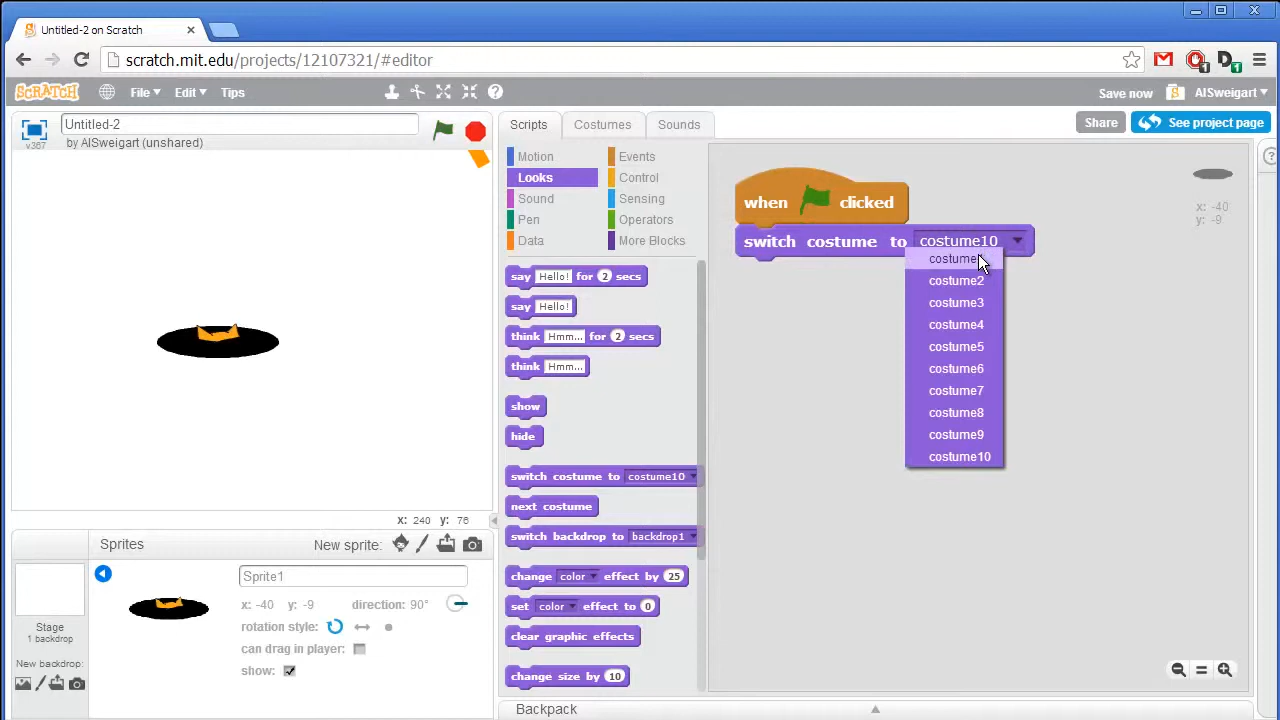 Untitled-2 on Scratch
scratch.mit.edu/projects/12107321/#editor
1
1
SCRATCH
File
Edit
Tips
Save now
AlSweigart
Untitled-2
by AlSweigart (unshared)
v387
Scripts
Costumes
Sounds
Share
See project page
Motion
Events
Looks
Control
Sound
Sensing
Pen
Operators
Data
More Blocks
say Hello! for 2 secs
say Hello!
think Hmm... for 2 secs
think Hmm...
show
hide
switch costume to costume10
next costume
switch backdrop to backdrop1
change color effect by 25
set color effect to 0
clear graphic effects
change size by 10
when clicked
switch costume to costume10
costume2
costume3
costume4
costume5
costume6
costume7
costume8
costume9
costume10
x: -40
y: -9
x: 240 y: 76
Sprites
New sprite:
Stage
1 backdrop
New backdrop:
Sprite1
x: -40 y: -9 direction: 90°
rotation style:
can drag in player:
show:
Backpack